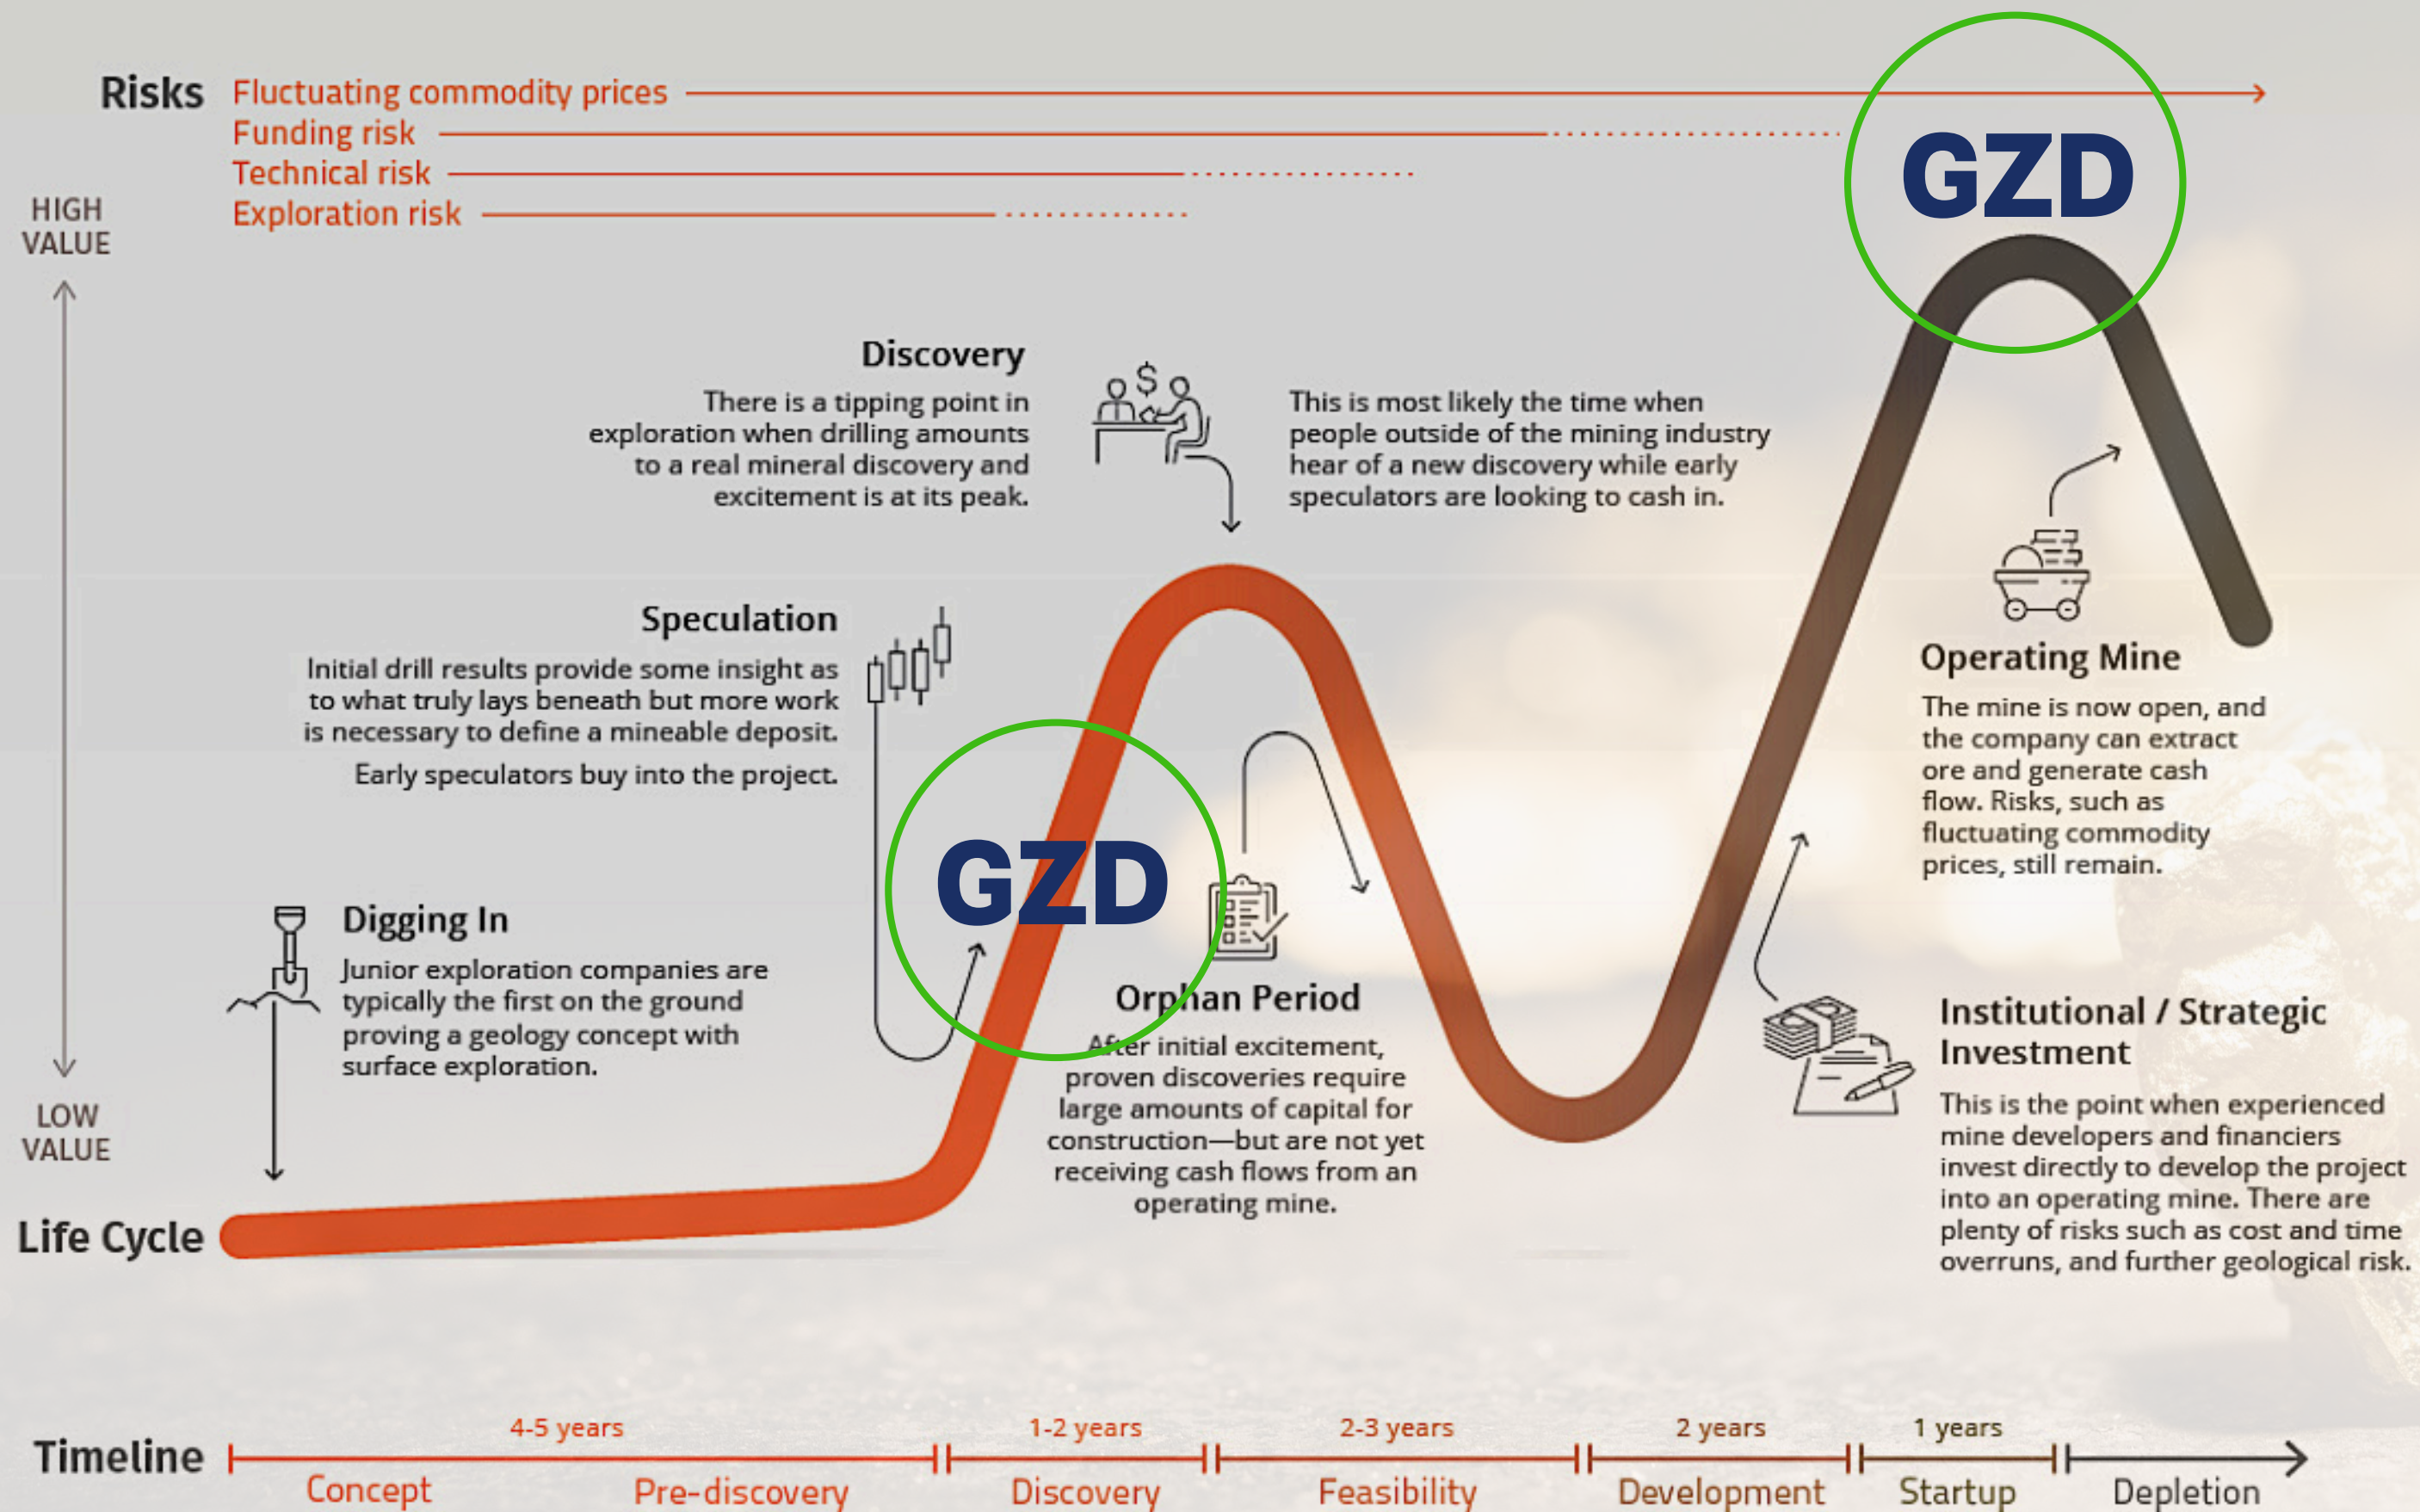 Risks
Fluctuating commodity prices
Funding risk
Technical risk
Exploration risk
GZD
HIGH
VALUE
Discovery
There is a tipping point in
exploration when drilling amounts
to a real mineral discovery and
excitement is at its peak.
$
This is most likely the time when
people outside of the mining industry
hear of a new discovery while early
speculators are looking to cash in.
Speculation
Initial drill results provide some insight as
to what truly lays beneath but more work
is necessary to define a mineable deposit.
Early speculators buy into the project.
GZD
Operating Mine
The mine is now open, and
the company can extract
ore and generate cash
flow. Risks, such as
fluctuating commodity
prices, still remain.
Digging In
Junior exploration companies are
typically the first on the ground
proving a geology concept with
surface exploration.
Orphan Period
After initial excitement,
proven discoveries require
large amounts of capital for
construction—but are not yet
receiving cash flows from an
operating mine.
Institutional / Strategic
Investment
This is the point when experienced
mine developers and financiers
invest directly to develop the project
into an operating mine. There are
plenty of risks such as cost and time
overruns, and further geological risk.
LOW
VALUE
Life Cycle
Timeline
4-5 years
1-2 years
2-3 years
2 years
1 years
Concept
Pre-discovery
Discovery
Feasibility
Development
Startup
Depletion